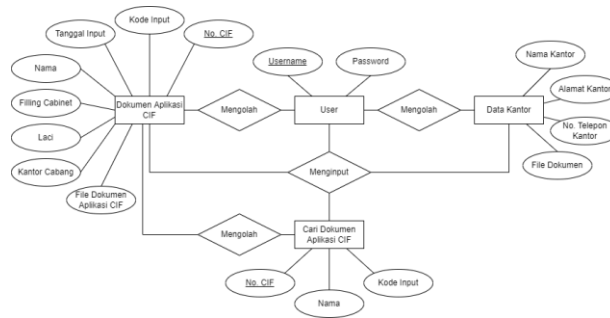 Kode Input
Tanggal Input
No. CIF
Nama
Filling Cabinet
Laci
Kantor Cabang
File Dokumen
Aplikasi CIF
Dokumen Aplikasi
CIF
Mengolah
Username
Password
User
Mengolah
Data Kantor
Nama Kantor
Alamat Kantor
No. Telepon
Kantor
File Dokumen
Menginput
Mengolah
Cari Dokumen
Aplikasi CIF
No. CIF
Nama
Kode Input